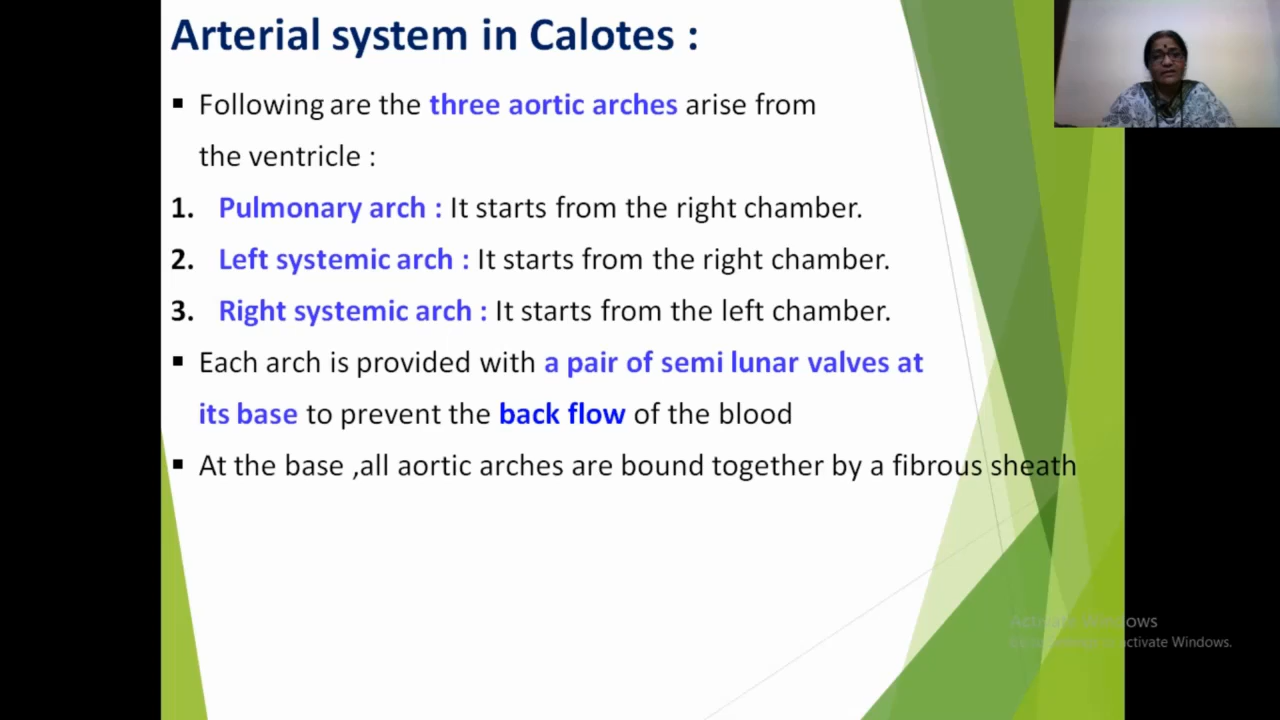 Arterial system in Calotes :
▪ Following are the three aortic arches arise from
the ventricle :
1. Pulmonary arch : It starts from the right chamber.
2. Left systemic arch : It starts from the right chamber.
3. Right systemic arch : It starts from the left chamber.
▪ Each arch is provided with a pair of semi lunar valves at
its base to prevent the back flow of the blood
▪ At the base ,all aortic arches are bound together by a fibrous sheath
Activate Windows
activate Windows.